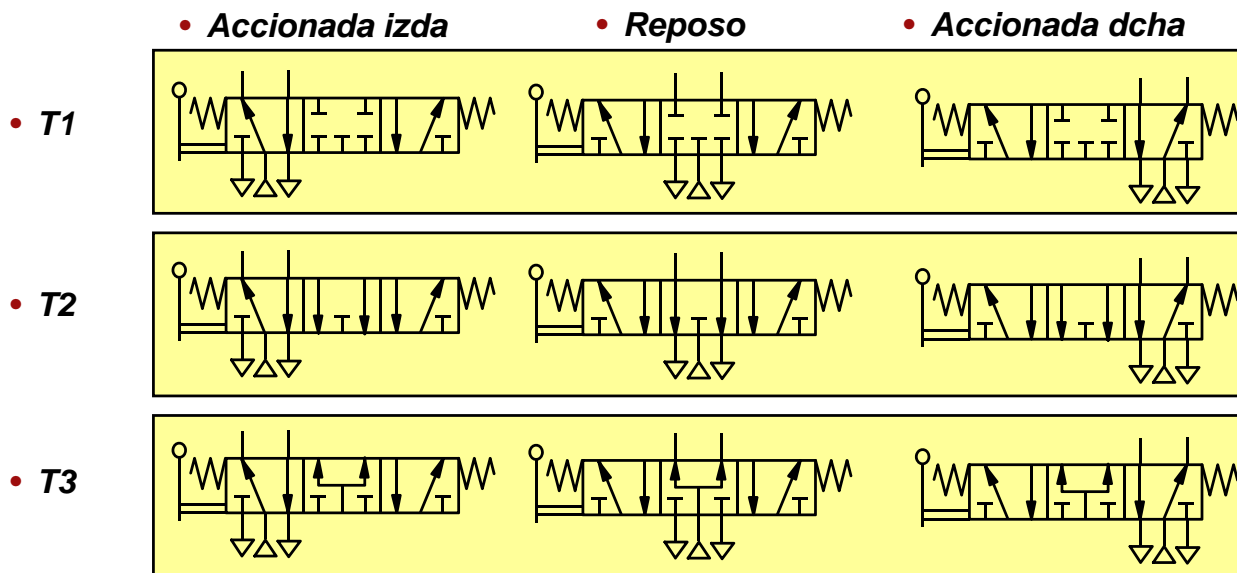 • Accionada izda • Reposo • Accionada dcha
• T1
• T2
• T3